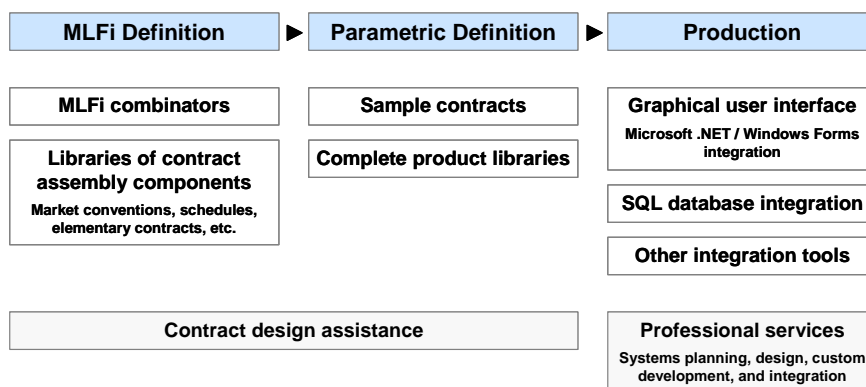 MLFi Definition
Parametric Definition
Production
MLFi combinators
Libraries of contract
assembly components
Market conventions, schedules,
elementary contracts, etc.
Sample contracts
Complete product libraries
Graphical user interface
Microsoft .NET / Windows Forms
integration
SQL database integration
Other integration tools
Contract design assistance
Professional services
Systems planning, design, custom
development, and integration